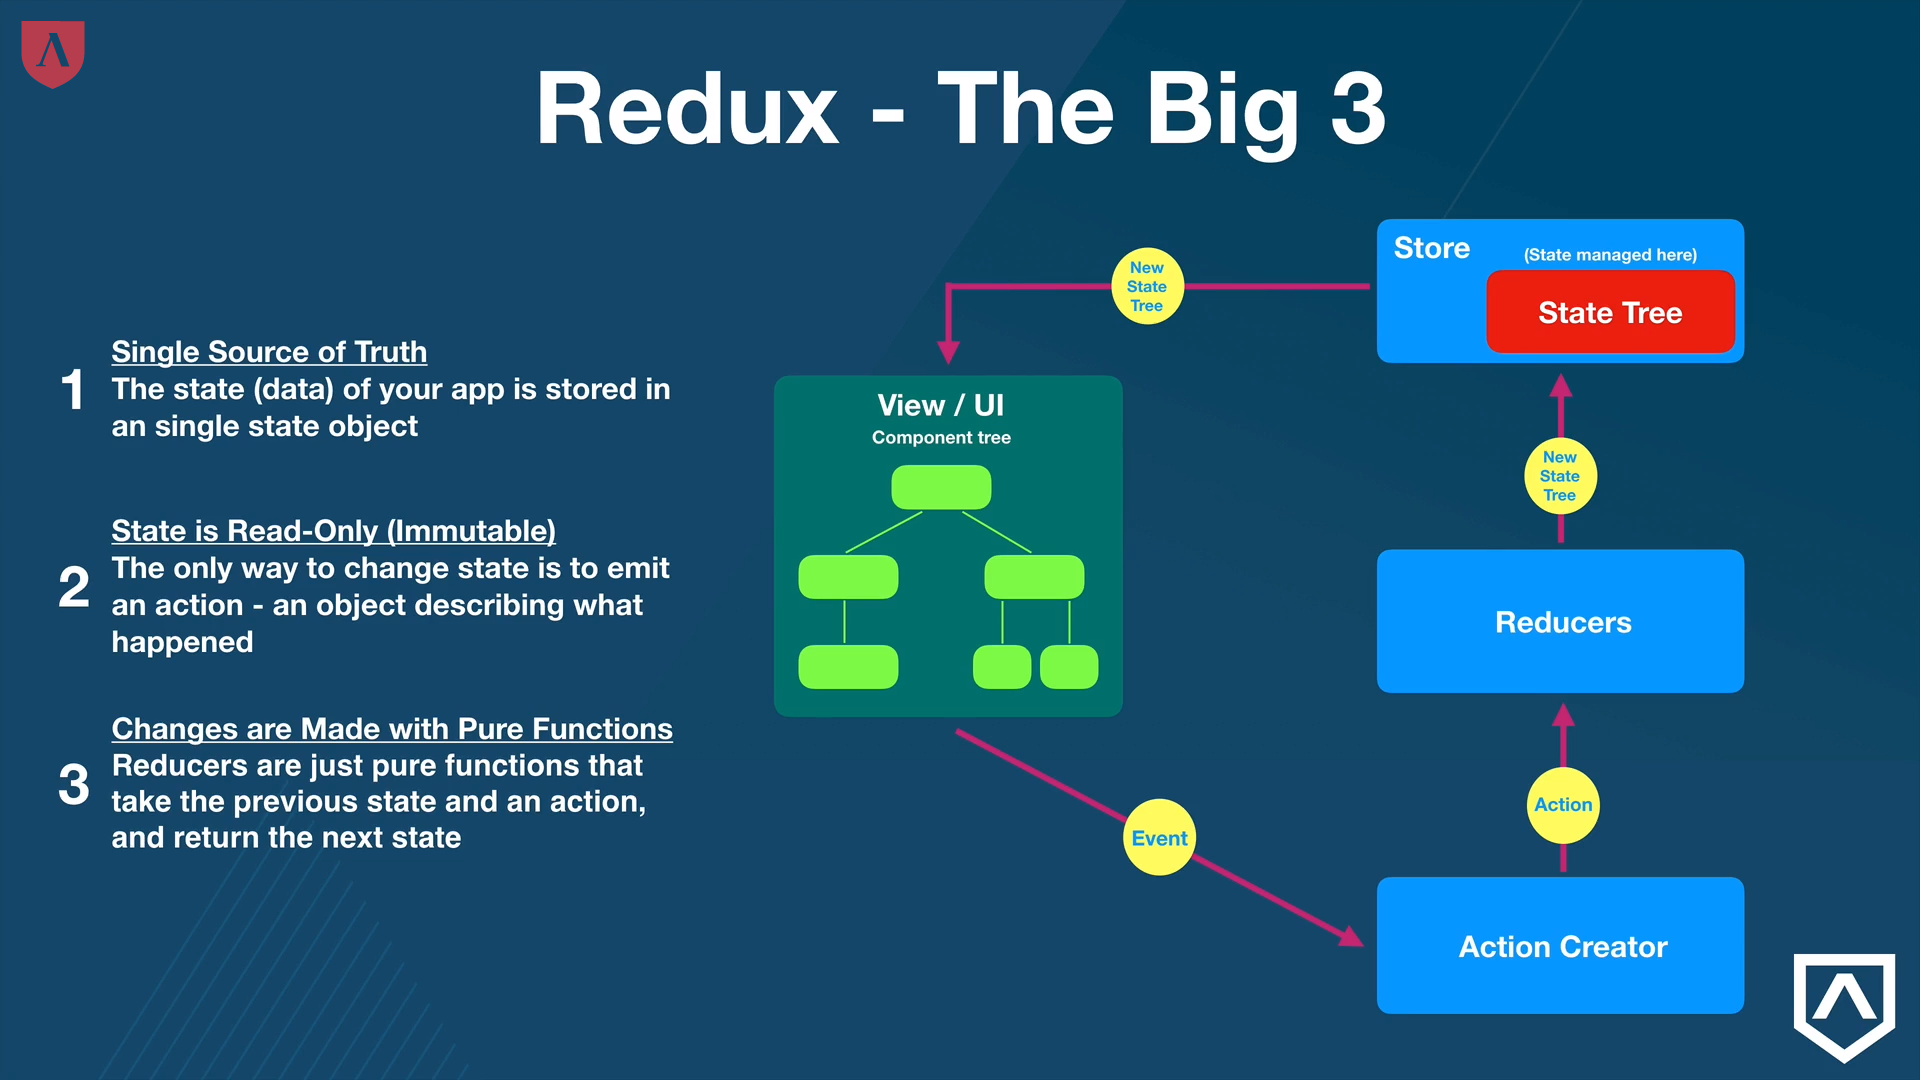 Redux - The Big 3
1
Single Source of Truth
The state (data) of your app is stored in
an single state object
2
State is Read-Only (Immutable)
The only way to change state is to emit
an action - an object describing what
happened
3
Changes are Made with Pure Functions
Reducers are just pure functions that
take the previous state and an action,
and return the next state
New
State
Tree
Store
(State managed here)
State Tree
View / UI
Component tree
New
State
Tree
Reducers
Event
Action
Action Creator